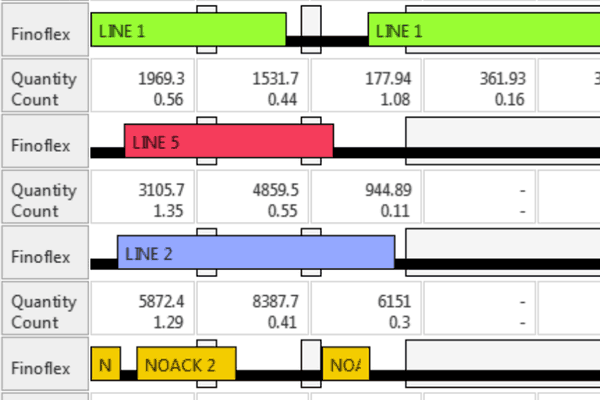 Finoflex LINE 1 LINE 1
Quantity 1969.3 1531.7 177.94 361.93
Count 0.56 0.44 1.08 0.16
Finoflex LINE 5
Quantity 3105.7 4859.5 944.89 -
Count 1.35 0.55 0.11 -
Finoflex LINE 2
Quantity 5872.4 8387.7 6151 -
Count 1.29 0.41 0.3 -
Finoflex N NOACK 2 NOA